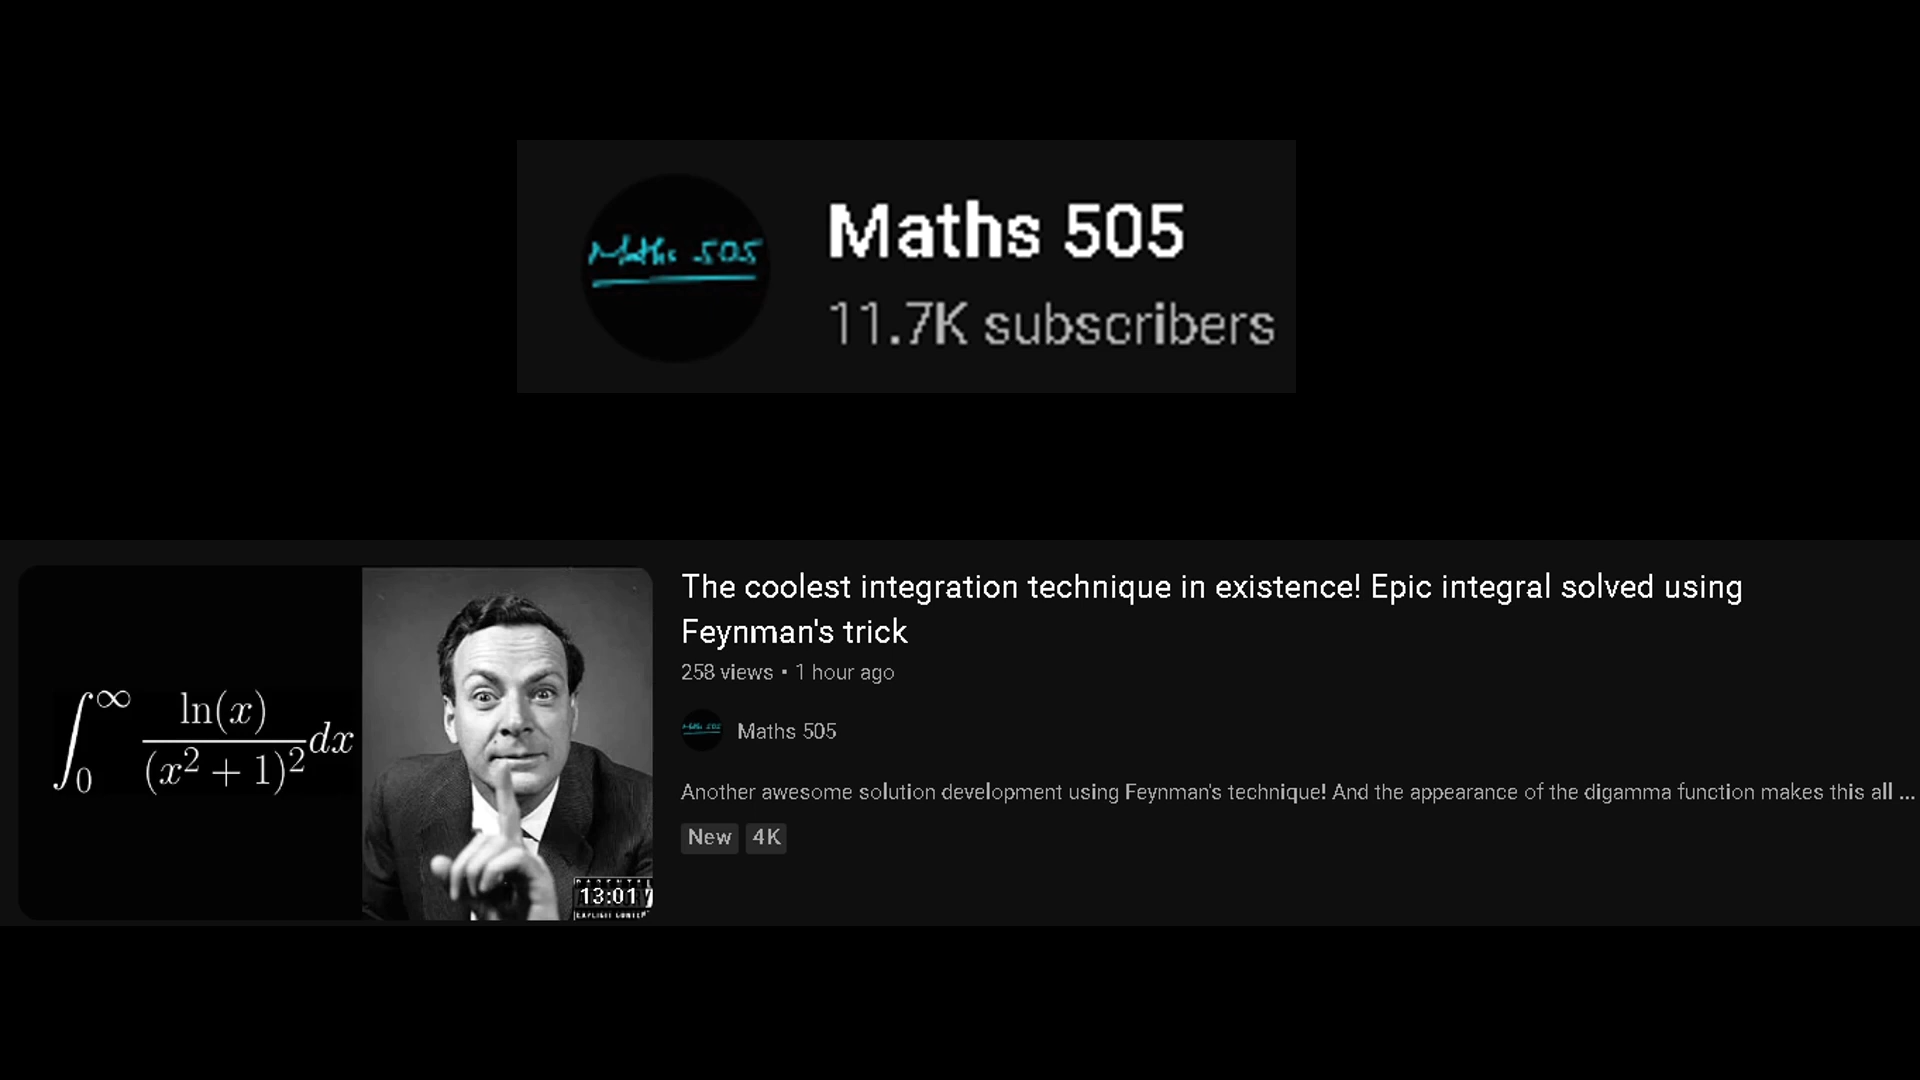 Maths 505
Maths 505
11.7K subscribers
The coolest integration technique in existence! Epic integral solved using
Feynman's trick
258 views • 1 hour ago
∫₀^∞ ln(x)/(x² + 1)² dx
Maths 505
Another awesome solution development using Feynman's technique! And the appearance of the digamma function makes this all ...
New 4K
13:01